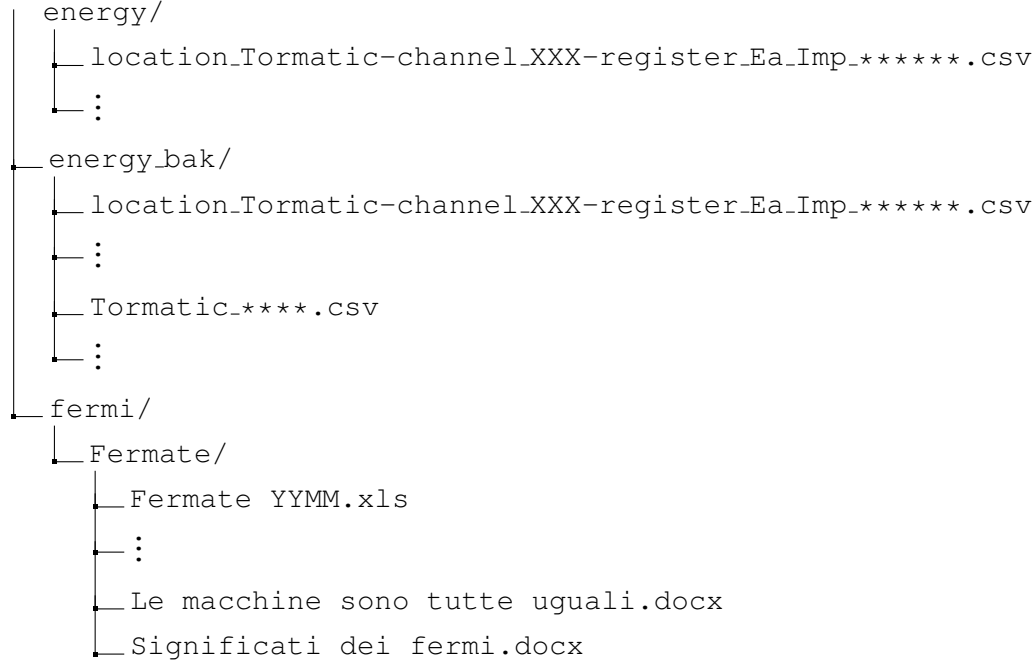 energy/
location_Tormatic-channel_XXX-register_Ea_Imp_******.csv
⋮
energy_bak/
location_Tormatic-channel_XXX-register_Ea_Imp_******.csv
⋮
Tormatic_****.csv
⋮
fermi/
Fermate/
Fermate YYMM.xls
⋮
Le macchine sono tutte uguali.docx
Significati dei fermi.docx